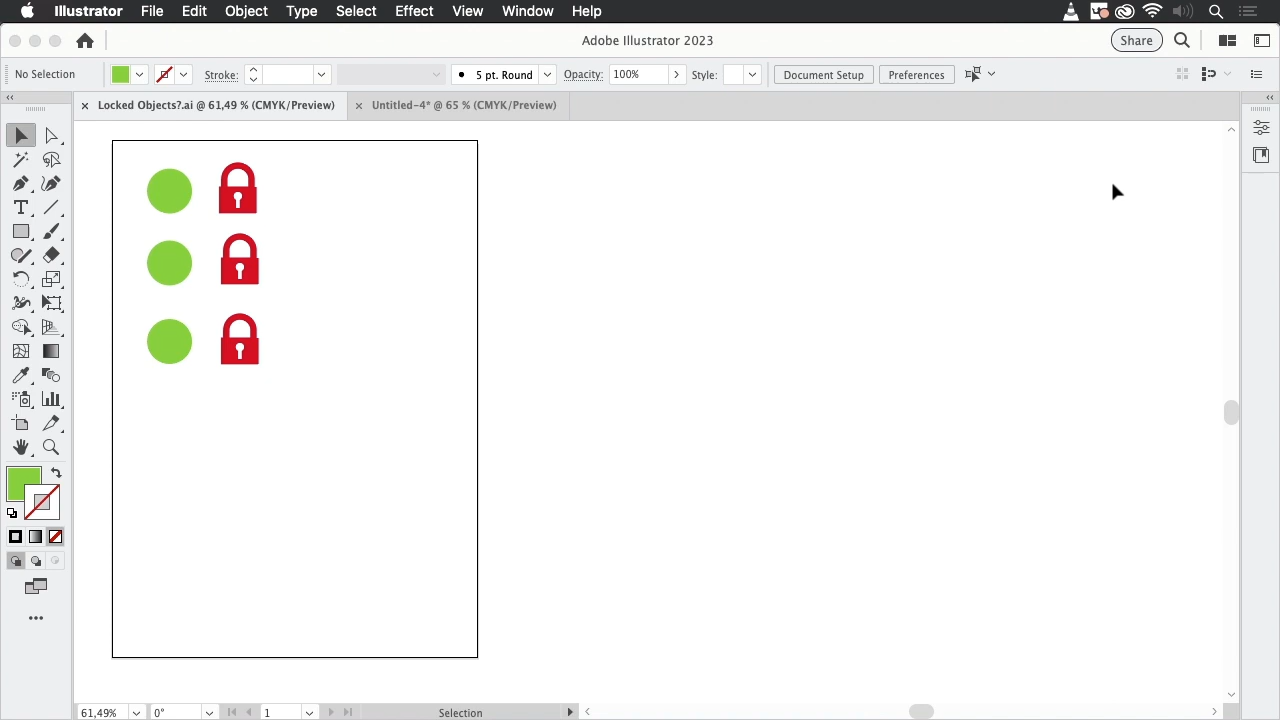 Illustrator File Edit Object Type Select Effect View Window Help
Adobe Illustrator 2023
Share
No Selection Stroke: 5 pt. Round Opacity: 100% Style: Document Setup Preferences
Locked Objects?.ai @ 61,49 % (CMYK/Preview) Untitled-4* @ 65 % (CMYK/Preview)
61,49% 0° 1 Selection